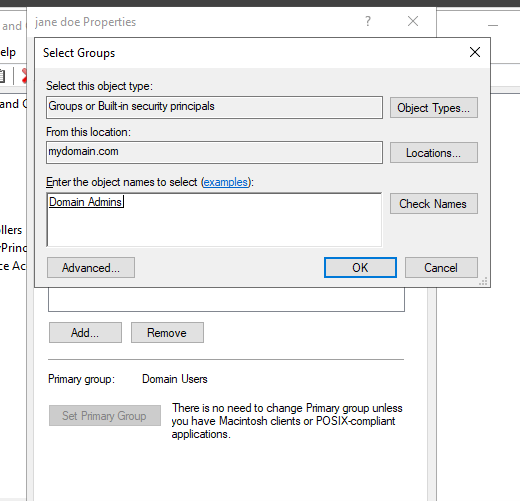 and
jane doe Properties
Select Groups
elp
Select this object type:
Groups or Built-in security principals
Object Types...
and
From this location:
mydomain.com
Locations...
Enter the object names to select (examples):
Domain Admins
Check Names
llers
Princ
ce Ac
Advanced...
OK
Cancel
Add...
Remove
Primary group:
Domain Users
Set Primary Group
There is no need to change Primary group unless
you have Macintosh clients or POSIX-compliant
applications.